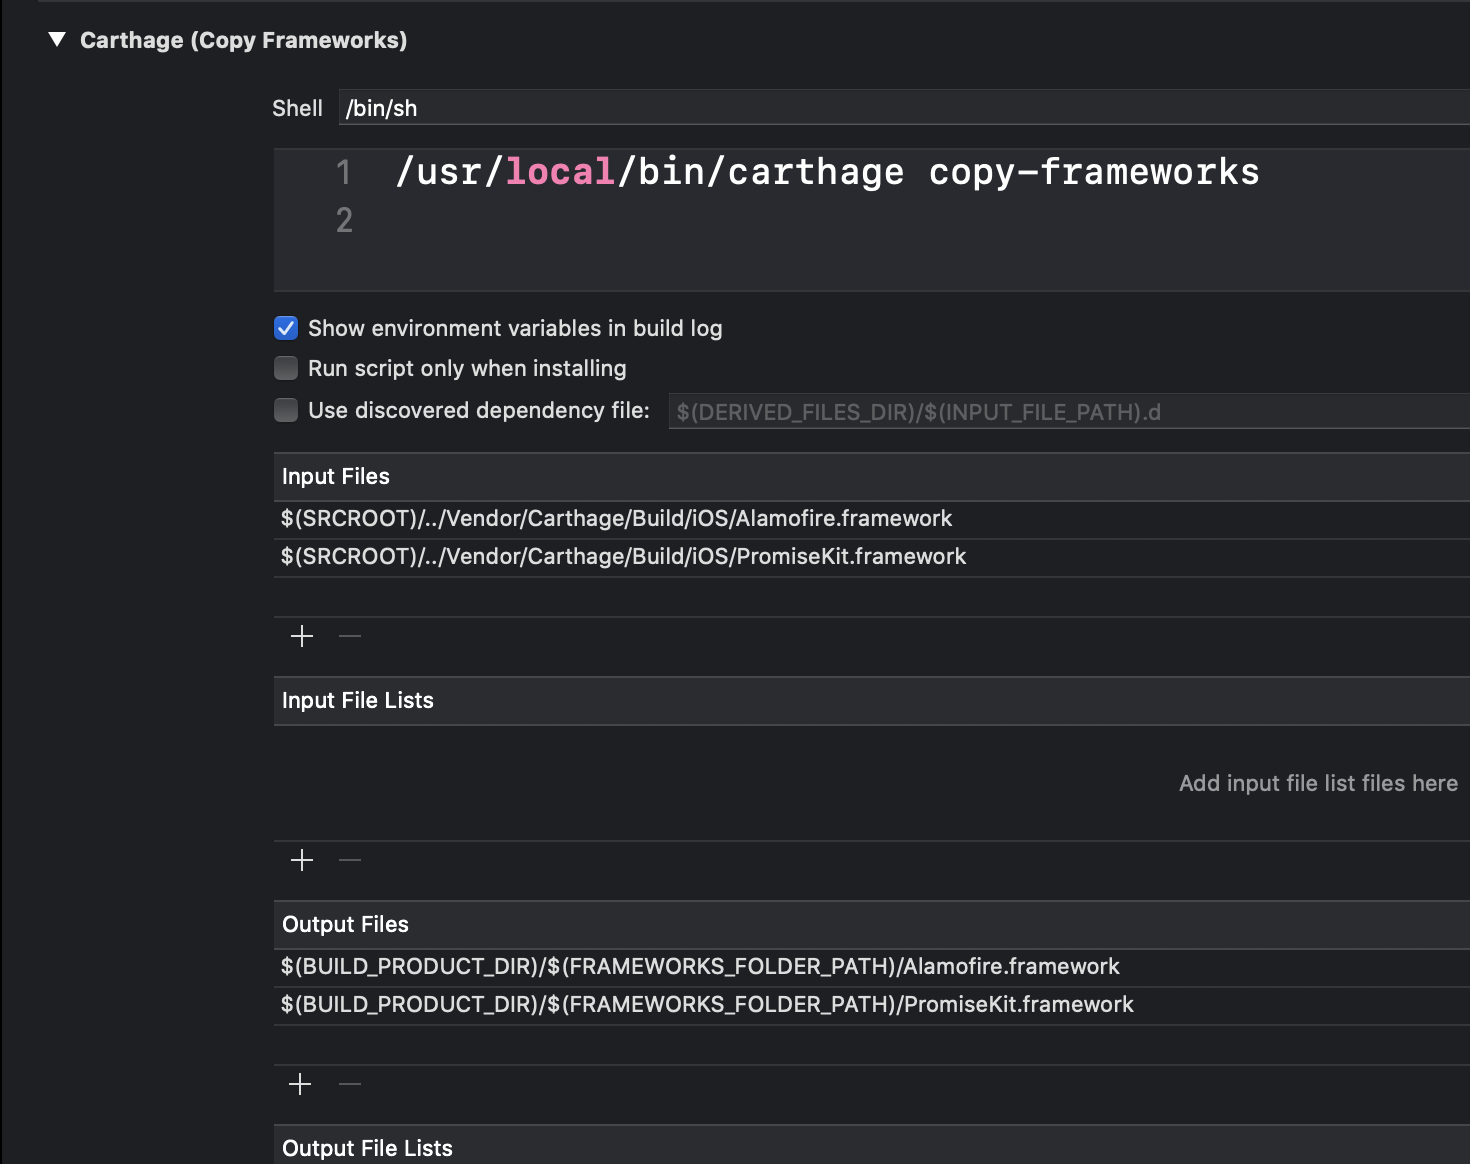 Carthage (Copy Frameworks)
Shell /bin/sh
1 /usr/local/bin/carthage copy-frameworks
2
Show environment variables in build log
Run script only when installing
Use discovered dependency file: $(DERIVED_FILES_DIR)/$(INPUT_FILE_PATH).d
Input Files
$(SRCROOT)/../Vendor/Carthage/Build/iOS/Alamofire.framework
$(SRCROOT)/../Vendor/Carthage/Build/iOS/PromiseKit.framework
Input File Lists
Add input file list files here
Output Files
$(BUILD_PRODUCT_DIR)/$(FRAMEWORKS_FOLDER_PATH)/Alamofire.framework
$(BUILD_PRODUCT_DIR)/$(FRAMEWORKS_FOLDER_PATH)/PromiseKit.framework
Output File Lists